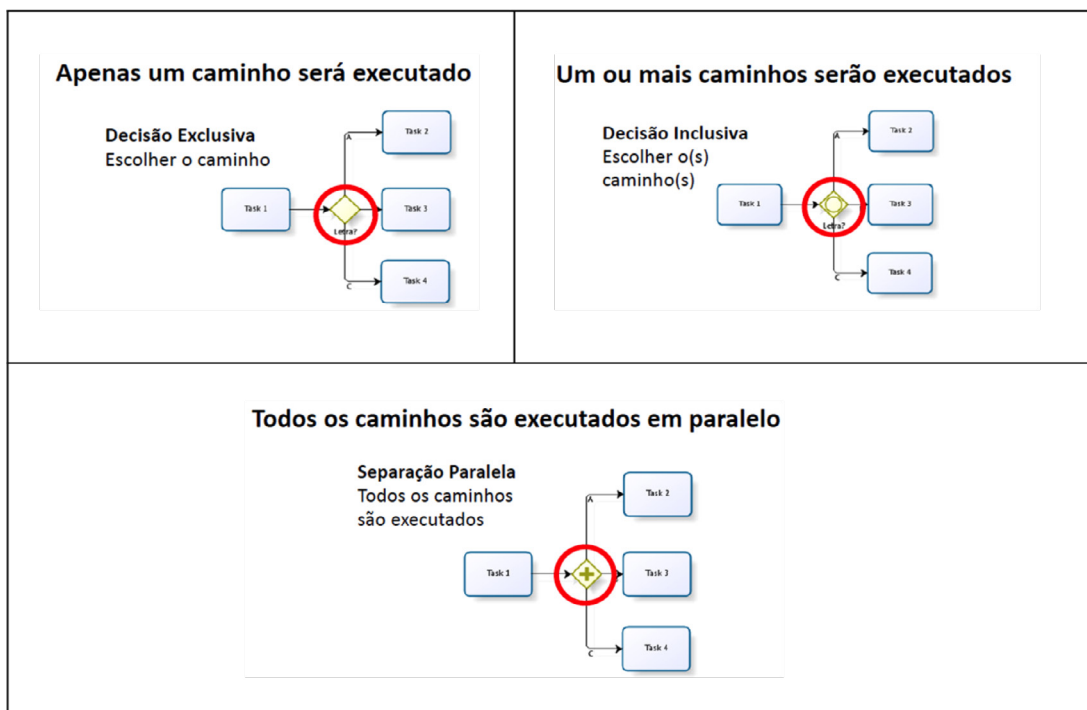 Apenas um caminho será executado
Decisão Exclusiva
Escolher o caminho
A
Task 2
Task 1
Task 3
Letra?
C
Task 4
Um ou mais caminhos serão executados
Decisão Inclusiva
Escolher o(s)
caminho(s)
A
Task 2
Task 1
Task 3
Letra?
C
Task 4
Todos os caminhos são executados em paralelo
Separação Paralela
Todos os caminhos
são executados
A
Task 2
Task 1
Task 3
C
Task 4